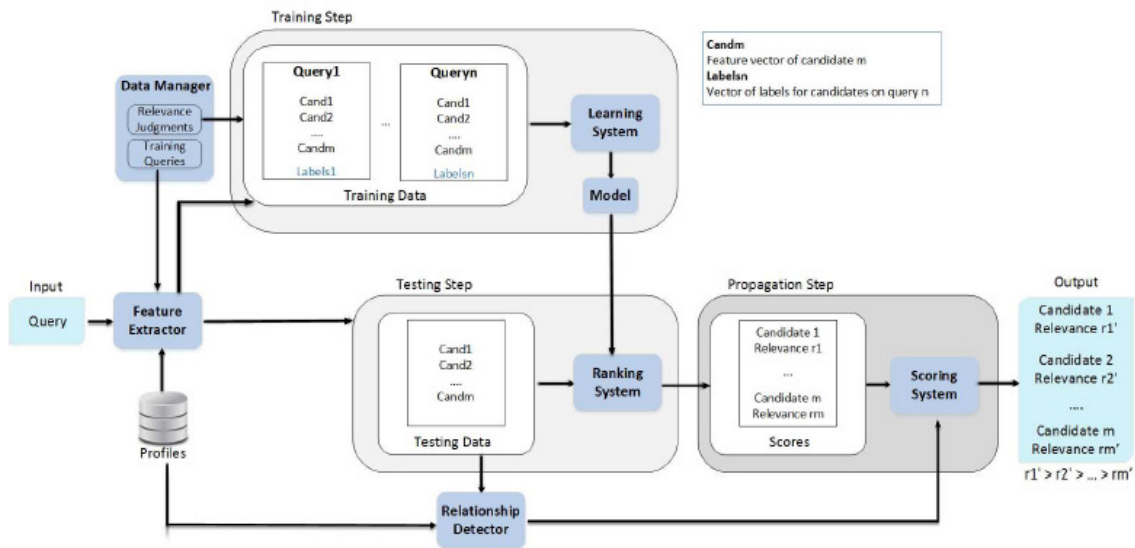 Training Step
Data Manager
Relevance
Judgments
Training
Queries
Query1
Cand1
Cand2
....
Candm
Labels1
...
Queryn
Cand1
Cand2
....
Candm
Labelsn
Training Data
Learning
System
Model
Candm
Feature vector of candidate m
Labelsn
Vector of labels for candidates on query n
Input
Query
Feature
Extractor
Profiles
Testing Step
Cand1
Cand2
....
Candm
Testing Data
Ranking
System
Relationship
Detector
Propagation Step
Candidate 1
Relevance r1
...
Candidate m
Relevance rm
Scores
Scoring
System
Output
Candidate 1
Relevance r1'
Candidate 2
Relevance r2'
....
Candidate m
Relevance rm'
r1' > r2' > ... > rm'